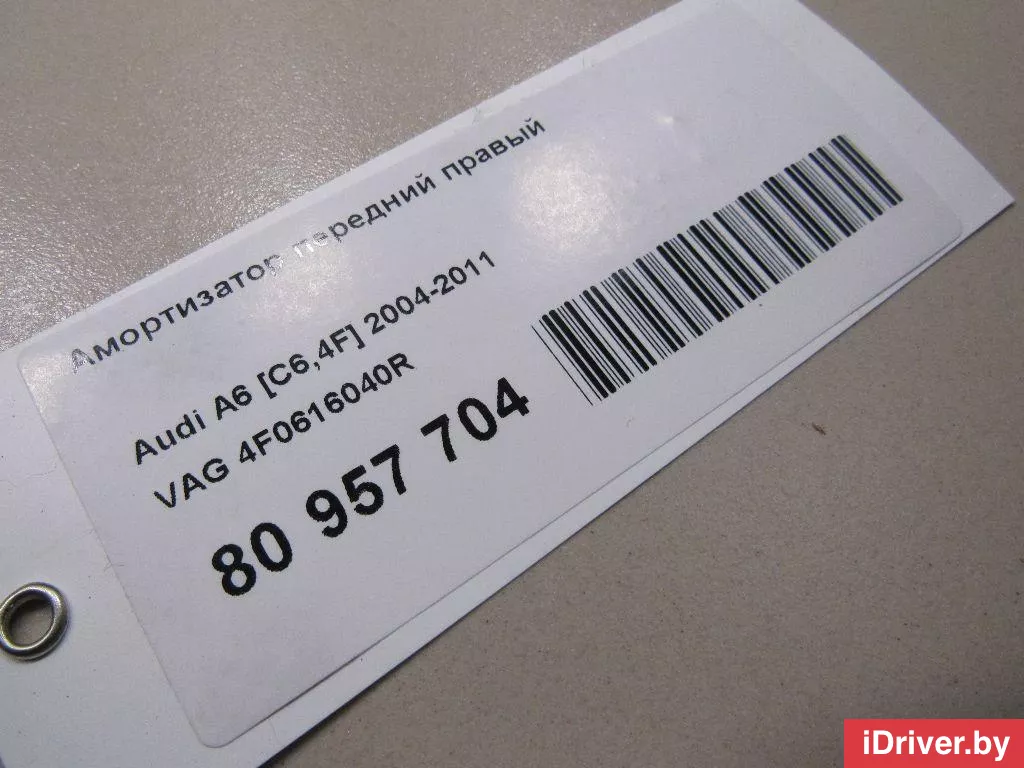 Амортизатор передний правый
Audi A6 [C6,4F] 2004-2011
VAG 4F0616040R
80 957 704
iDriver.by